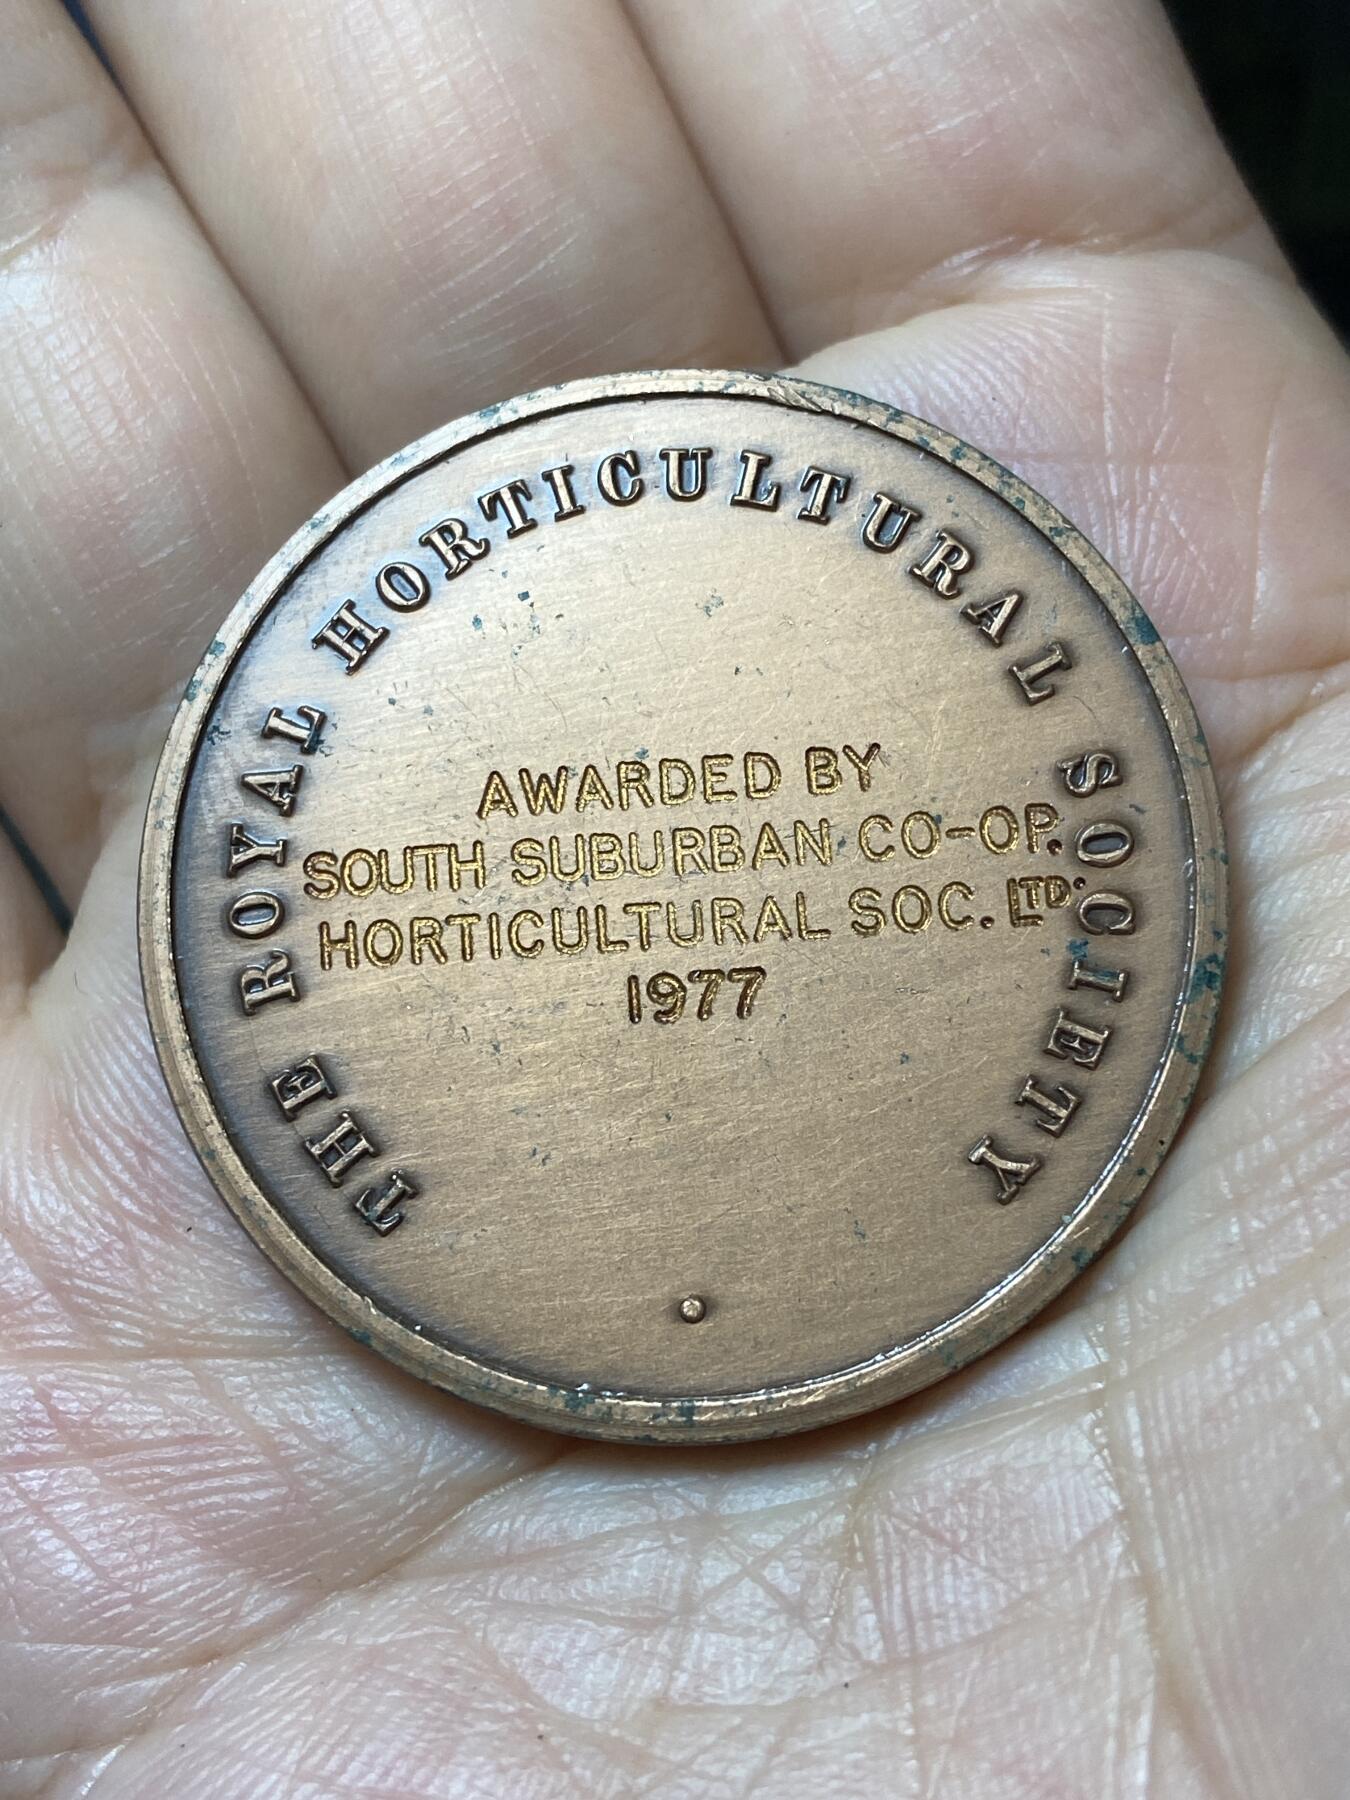 THE ROYAL HORTICULTURAL SOCIETY
AWARDED BY
SOUTH SUBURBAN CO-OP.
HORTICULTURAL SOC. LTD.
1977